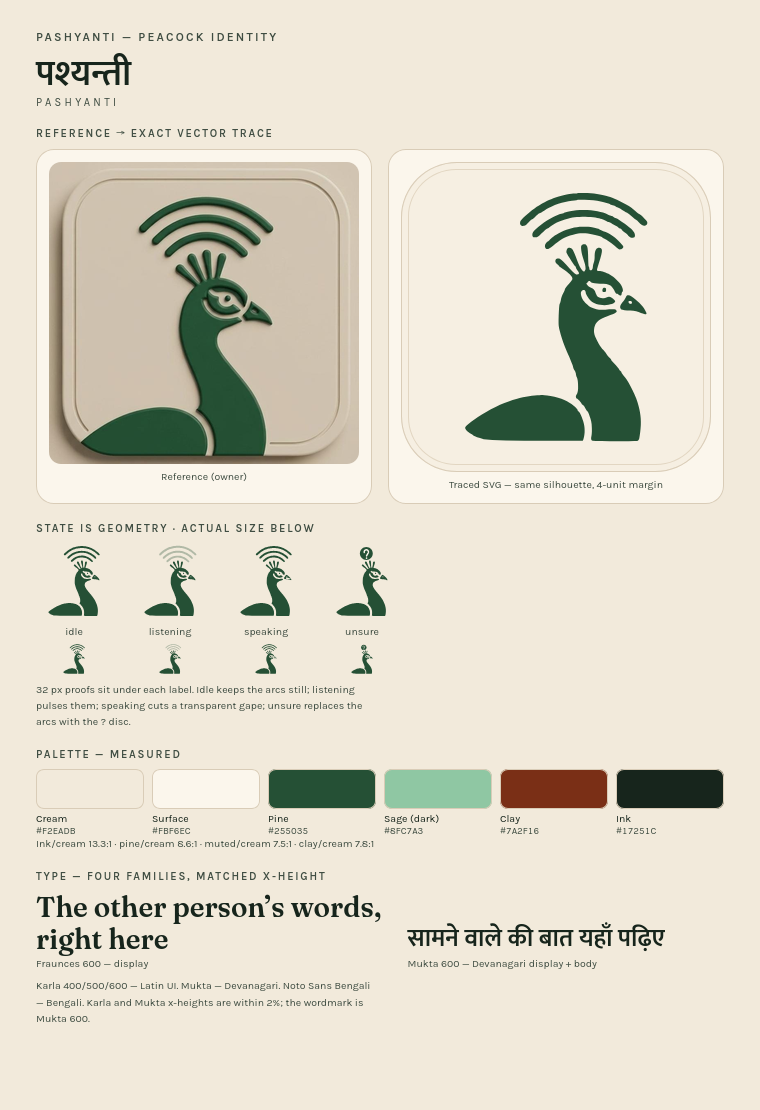 PASHYANTI — PEACOCK IDENTITY
पश्यन्ती
PASHYANTI
REFERENCE → EXACT VECTOR TRACE
Reference (owner)
Traced SVG — same silhouette, 4-unit margin
STATE IS GEOMETRY · ACTUAL SIZE BELOW
?
idle listening speaking unsure
32 px proofs sit under each label. Idle keeps the arcs still; listening
pulses them; speaking cuts a transparent gape; unsure replaces the
arcs with the ? disc.
PALETTE — MEASURED
Cream Surface Pine Sage (dark) Clay Ink
#F2EADB #FBF6EC #255035 #8FC7A3 #7A2F16 #17251C
Ink/cream 13.3:1 · pine/cream 8.6:1 · muted/cream 7.5:1 · clay/cream 7.8:1
TYPE — FOUR FAMILIES, MATCHED X-HEIGHT
The other person’s words,
right here
सामने वाले की बात यहाँ पढ़िए
Fraunces 600 — display
Mukta 600 — Devanagari display + body
Karla 400/500/600 — Latin UI. Mukta — Devanagari. Noto Sans Bengali
— Bengali. Karla and Mukta x-heights are within 2%; the wordmark is
Mukta 600.